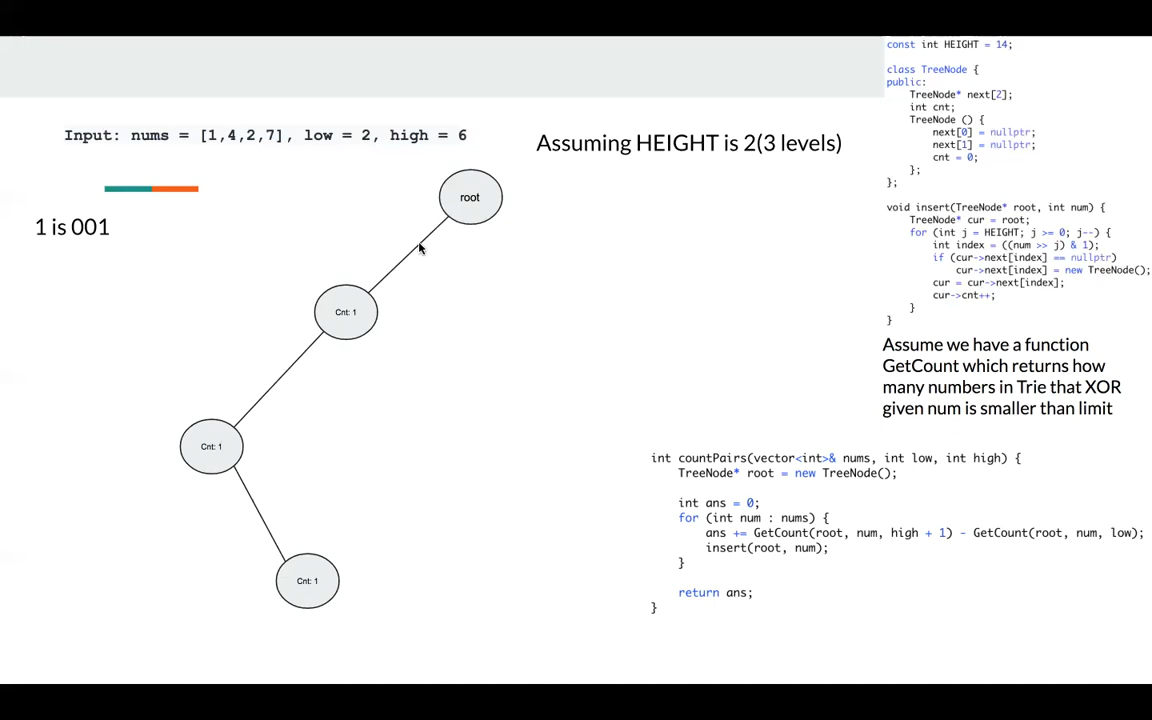 Input: nums = [1,4,2,7], low = 2, high = 6
Assuming HEIGHT is 2(3 levels)
1 is 001
root
Cnt: 1
Cnt: 1
Cnt: 1
const int HEIGHT = 14;
class TreeNode {
public:
TreeNode* next[2];
int cnt;
TreeNode () {
next[0] = nullptr;
next[1] = nullptr;
cnt = 0;
};
};
void insert(TreeNode* root, int num) {
TreeNode* cur = root;
for (int j = HEIGHT; j >= 0; j--) {
int index = ((num >> j) & 1);
if (cur->next[index] == nullptr)
cur->next[index] = new TreeNode();
cur = cur->next[index];
cur->cnt++;
}
}
Assume we have a function
GetCount which returns how
many numbers in Trie that XOR
given num is smaller than limit
int countPairs(vector<int>& nums, int low, int high) {
TreeNode* root = new TreeNode();
int ans = 0;
for (int num : nums) {
ans += GetCount(root, num, high + 1) - GetCount(root, num, low);
insert(root, num);
}
return ans;
}